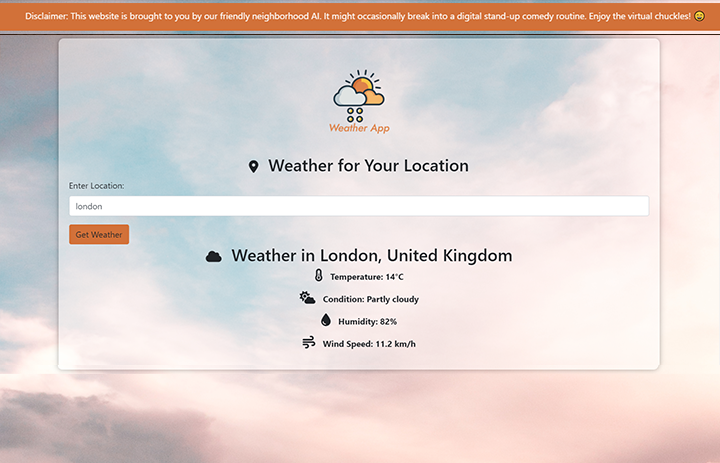 Disclaimer: This website is brought to you by our friendly neighborhood AI. It might occasionally break into a digital stand-up comedy routine. Enjoy the virtual chuckles! 😄
Weather App
Weather for Your Location
Enter Location:
london
Get Weather
Weather in London, United Kingdom
Temperature: 14°C
Condition: Partly cloudy
Humidity: 82%
Wind Speed: 11.2 km/h